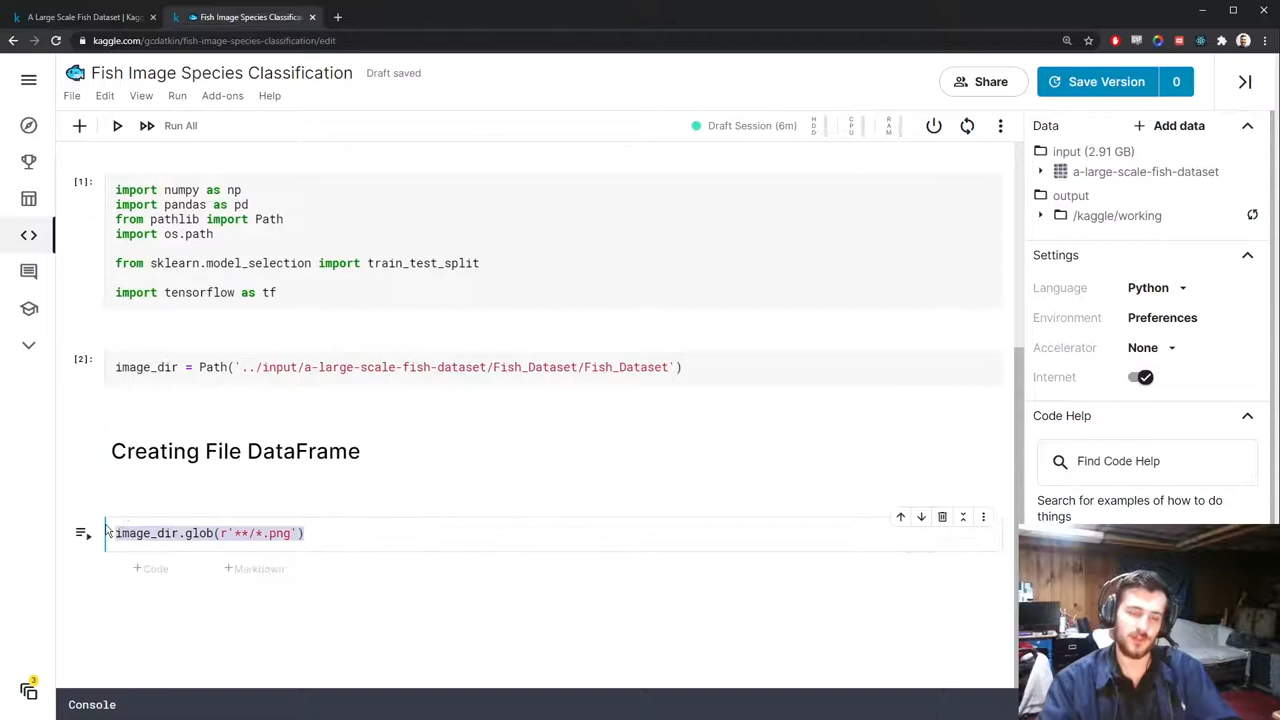 A Large Scale Fish Dataset | Kagg
Fish Image Species Classificatio
kaggle.com/gcdatkin/fish-image-species-classification/edit
Fish Image Species Classification
Draft saved
Share
Save Version
0
File
Edit
View
Run
Add-ons
Help
Run All
Draft Session (6m)
HDD
CPU
RAM
Data
Add data
input (2.91 GB)
a-large-scale-fish-dataset
output
/kaggle/working
Settings
Language
Python
Environment
Preferences
Accelerator
None
Internet
Code Help
Find Code Help
Search for examples of how to do
things
[1]:
import numpy as np
import pandas as pd
from pathlib import Path
import os.path
from sklearn.model_selection import train_test_split
import tensorflow as tf
[2]:
image_dir = Path('../input/a-large-scale-fish-dataset/Fish_Dataset/Fish_Dataset')
Creating File DataFrame
image_dir.glob(r'**/*.png')
+ Code
+ Markdown
3
Console